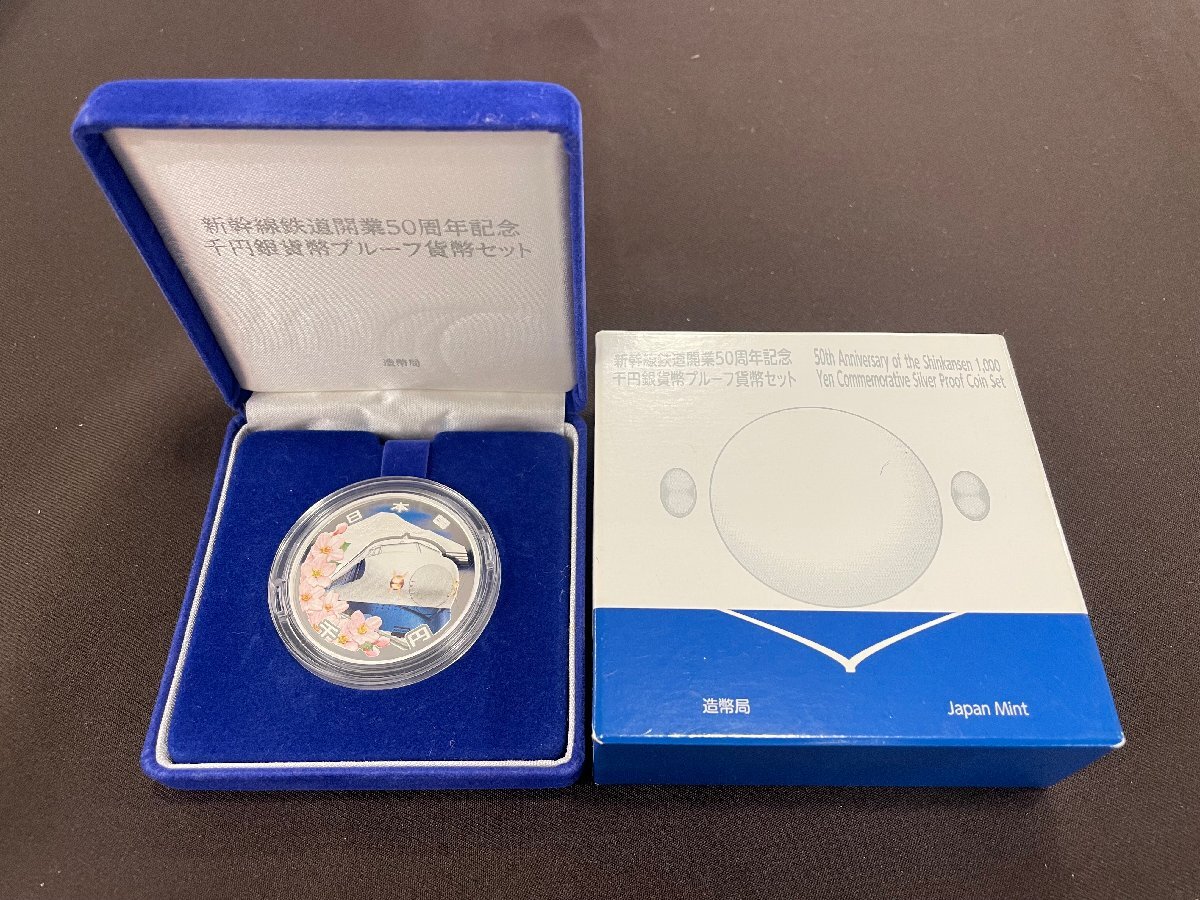 新幹線鉄道開業50周年記念
千円銀貨幣プルーフ貨幣セット
造幣局
日本国
千円
新幹線鉄道開業50周年記念
千円銀貨幣プルーフ貨幣セット
50th Anniversary of the Shinkansen 1,000
Yen Commemorative Silver Proof Coin Set
造幣局
Japan Mint